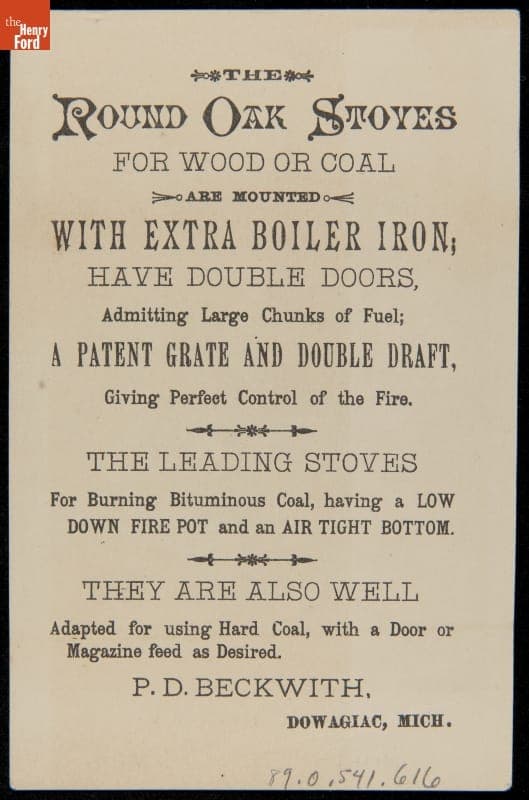 the
Henry
Ford
THE
ROUND OAK STOVES
FOR WOOD OR COAL
ARE MOUNTED
WITH EXTRA BOILER IRON;
HAVE DOUBLE DOORS,
Admitting Large Chunks of Fuel;
A PATENT GRATE AND DOUBLE DRAFT,
Giving Perfect Control of the Fire.
THE LEADING STOVES
For Burning Bituminous Coal, having a LOW
DOWN FIRE POT and an AIR TIGHT BOTTOM.
THEY ARE ALSO WELL
Adapted for using Hard Coal, with a Door or
Magazine feed as Desired.
P. D. BECKWITH,
DOWAGIAC, MICH.
89.0.541.616